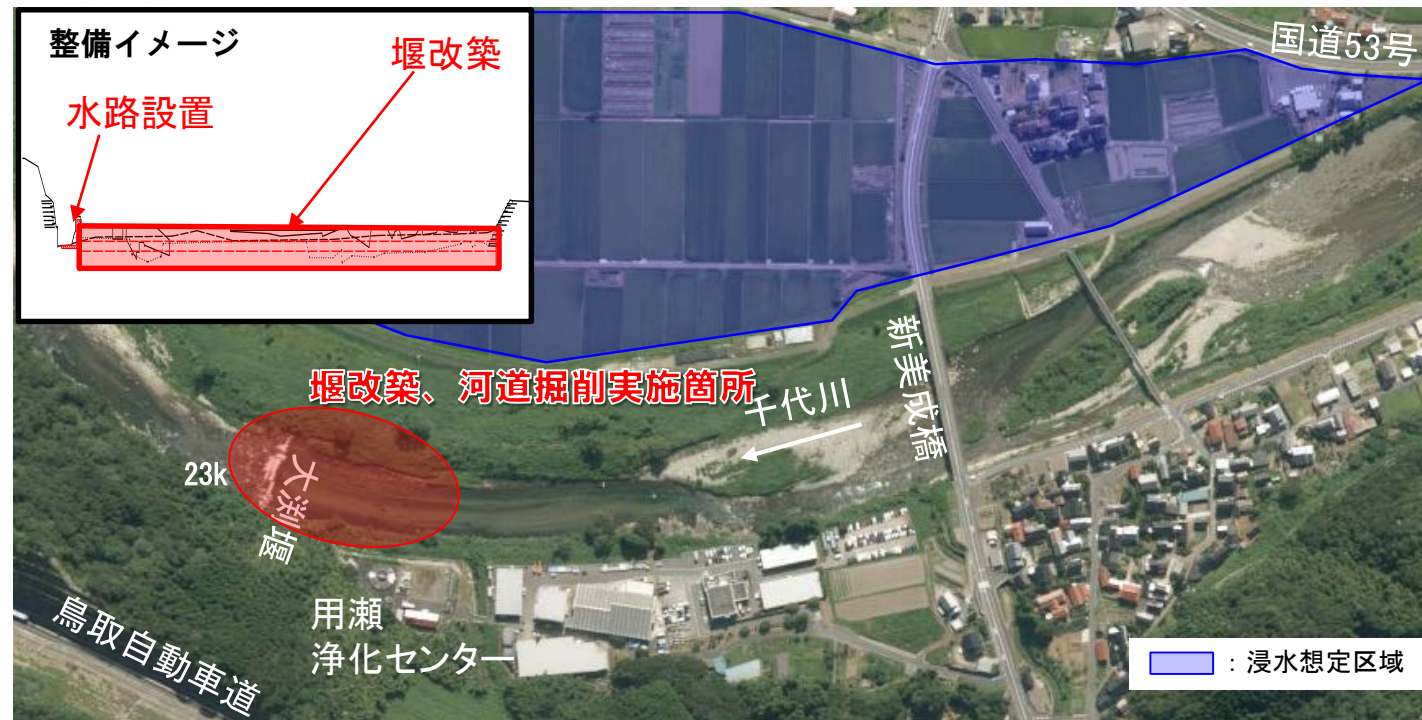 整備イメージ
堰改築
水路設置
国道53号
新美成橋
堰改築、河道掘削実施箇所
千代川
23k
大渕堰
用瀬
浄化センター
鳥取自動車道
：浸水想定区域